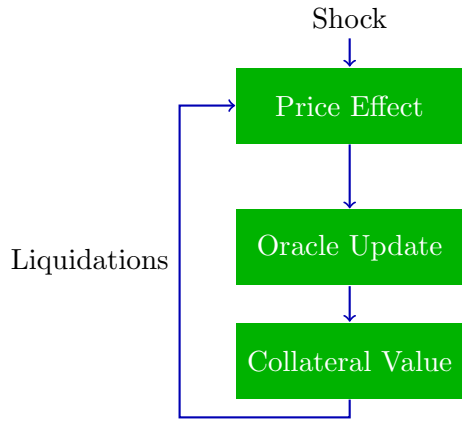 Shock
Price Effect
Oracle Update
Liquidations
Collateral Value